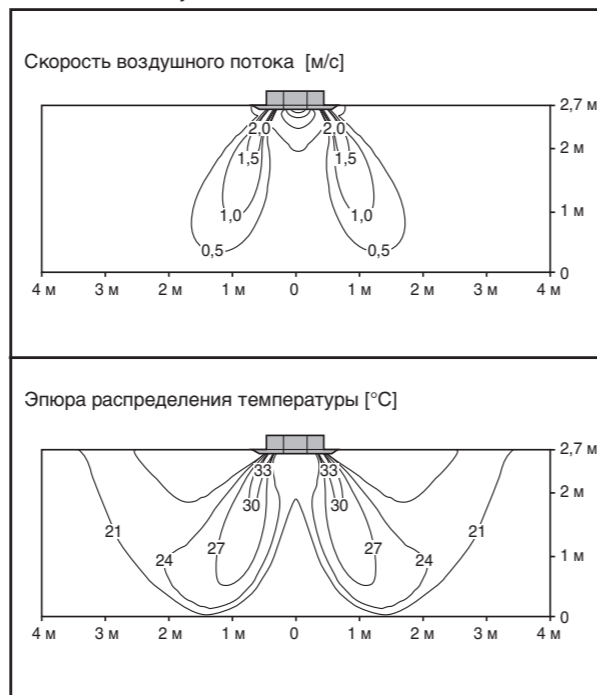 Скорость воздушного потока [м/с]
2,7 м
2,0 2,0
2 м
1,5 1,5
1,0 1,0
1 м
0,5 0,5
0
4 м 3 м 2 м 1 м 0 1 м 2 м 3 м 4 м
Эпюра распределения температуры [°C]
2,7 м
33 33
2 м
30 30
21 21
27 27
24 24
1 м
0
4 м 3 м 2 м 1 м 0 1 м 2 м 3 м 4 м